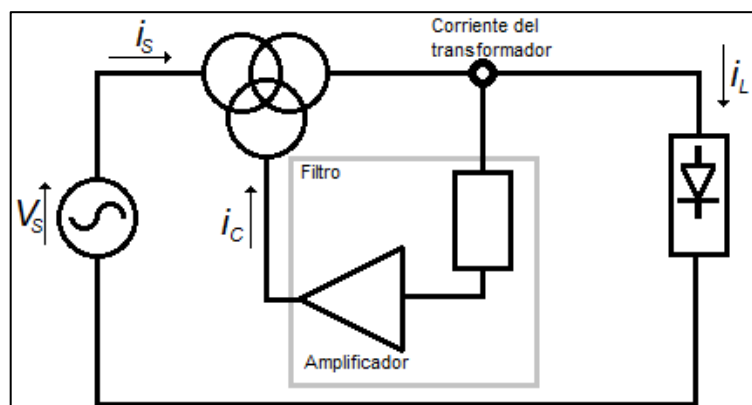 i_S
Corriente del
transformador
i_L
Filtro
V_S
i_C
Amplificador